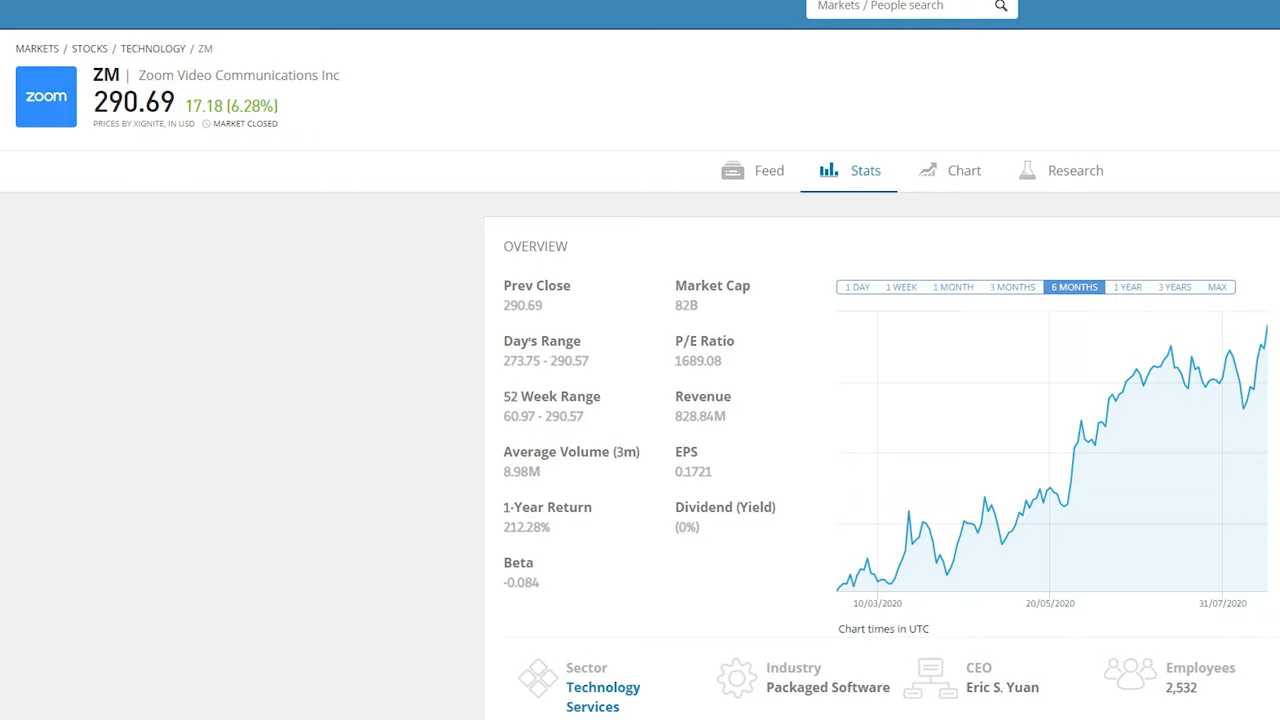 Markets / People search
MARKETS / STOCKS / TECHNOLOGY / ZM
zoom
ZM | Zoom Video Communications Inc
290.69 17.18 (6.28%)
PRICES BY XIGNITE, IN USD MARKET CLOSED
Feed Stats Chart Research
OVERVIEW
Prev Close
290.69
Day's Range
273.75 - 290.57
52 Week Range
60.97 - 290.57
Average Volume (3m)
8.98M
1-Year Return
212.28%
Beta
-0.084
Market Cap
82B
P/E Ratio
1689.08
Revenue
828.84M
EPS
0.1721
Dividend (Yield)
(0%)
1 DAY 1 WEEK 1 MONTH 3 MONTHS 6 MONTHS 1 YEAR 3 YEARS MAX
10/03/2020 20/05/2020 31/07/2020
Chart times in UTC
Sector
Technology
Services
Industry
Packaged Software
CEO
Eric S. Yuan
Employees
2,532